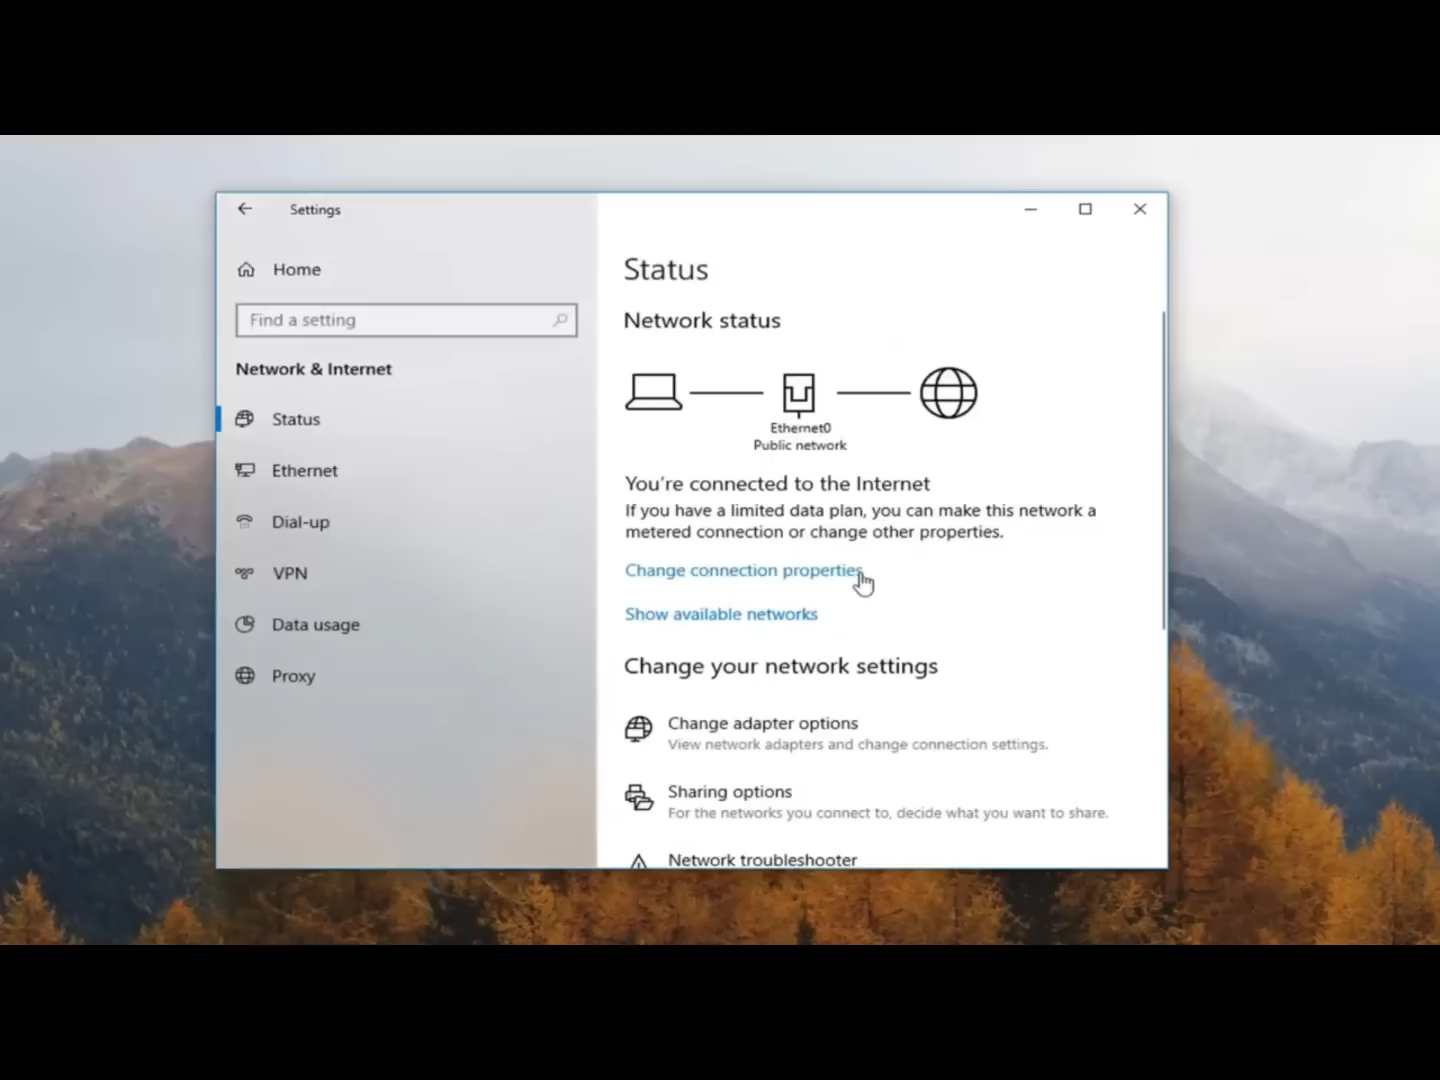 Settings
Home
Find a setting
Network & Internet
Status
Ethernet
Dial-up
VPN
Data usage
Proxy
Status
Network status
Ethernet0
Public network
You're connected to the Internet
If you have a limited data plan, you can make this network a
metered connection or change other properties.
Change connection properties
Show available networks
Change your network settings
Change adapter options
View network adapters and change connection settings.
Sharing options
For the networks you connect to, decide what you want to share.
Network troubleshooter